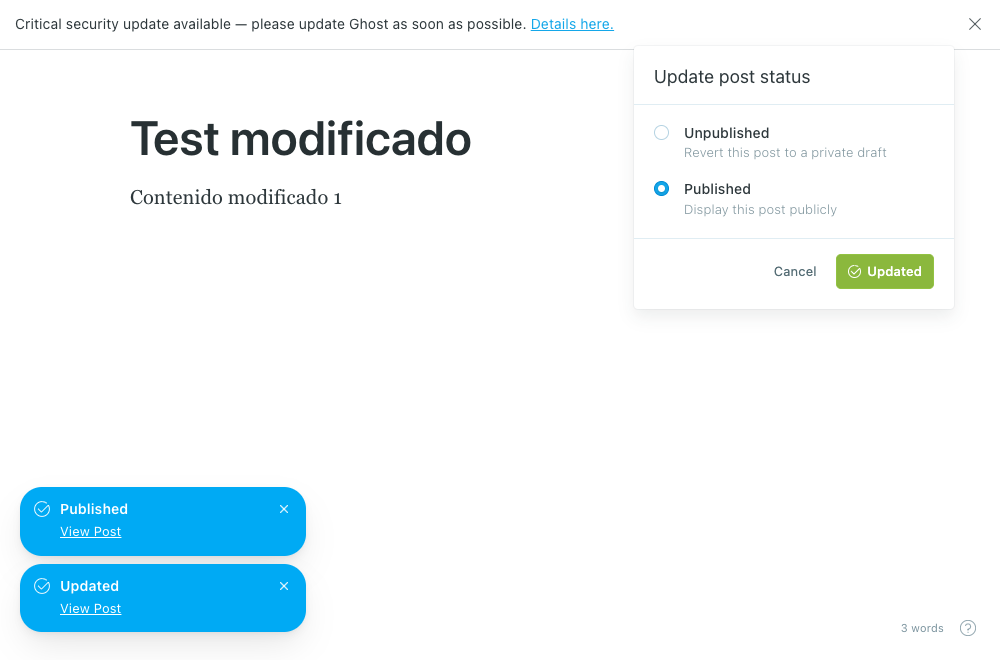 Critical security update available — please update Ghost as soon as possible. Details here.
Update post status
Test modificado
Contenido modificado 1
Unpublished
Revert this post to a private draft
Published
Display this post publicly
Cancel
Updated
Published
View Post
Updated
View Post
3 words
?